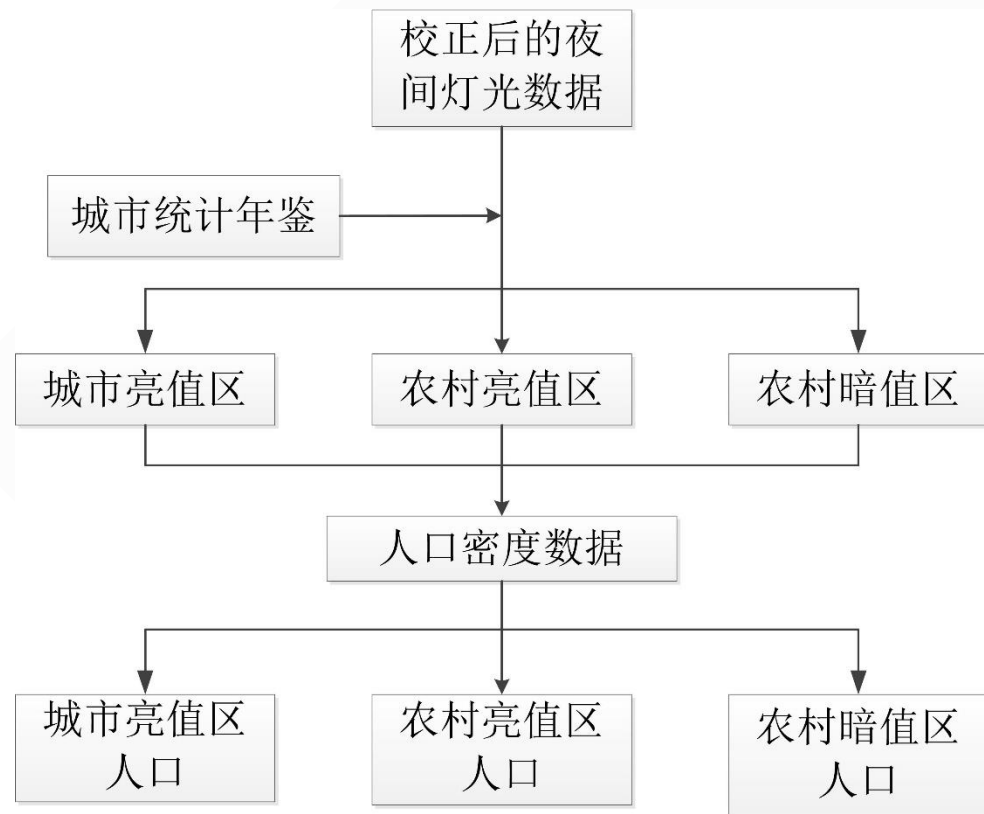 校正后的夜
间灯光数据
城市统计年鉴
城市亮值区
农村亮值区
农村暗值区
人口密度数据
城市亮值区
人口
农村亮值区
人口
农村暗值区
人口